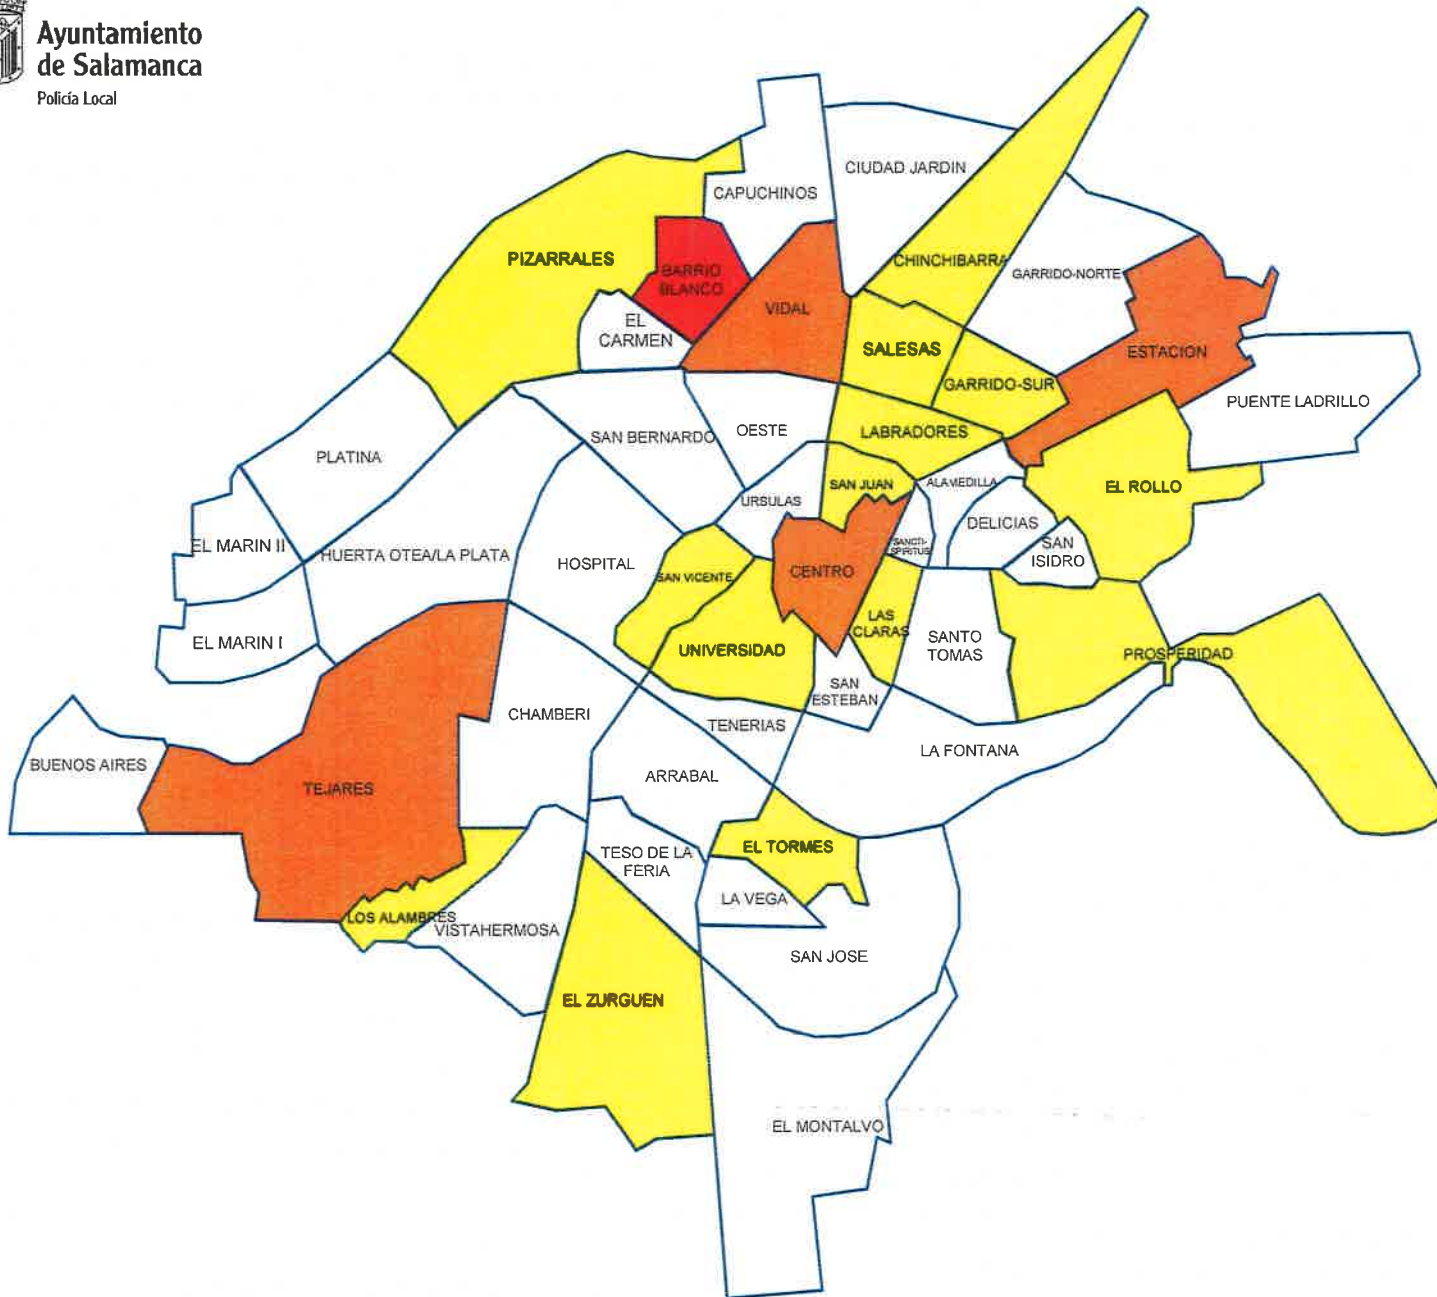 Ayuntamiento
de Salamanca
Policía Local
CIUDAD JARDIN
CAPUCHINOS
PIZARRALES
BARRIO
BLANCO
CHINCHIBARRA
GARRIDO-NORTE
VIDAL
EL
CARMEN
SALESAS
ESTACION
GARRIDO-SUR
PUENTE LADRILLO
SAN BERNARDO
OESTE
LABRADORES
PLATINA
SAN JUAN
ALAMEDILLA
EL ROLLO
URSULAS
DELICIAS
EL MARIN II
HUERTA OTEA/LA PLATA
HOSPITAL
SANCTI-
SPIRITUS
SAN
ISIDRO
SAN VICENTE
CENTRO
LAS
CLARAS
EL MARIN I
UNIVERSIDAD
SANTO
TOMAS
PROSPERIDAD
SAN
ESTEBAN
CHAMBERI
TENERIAS
LA FONTANA
BUENOS AIRES
ARRABAL
TEJARES
EL TORMES
TESO DE LA
FERIA
LA VEGA
LOS ALAMBRES
VISTAHERMOSA
SAN JOSE
EL ZURGUEN
EL MONTALVO